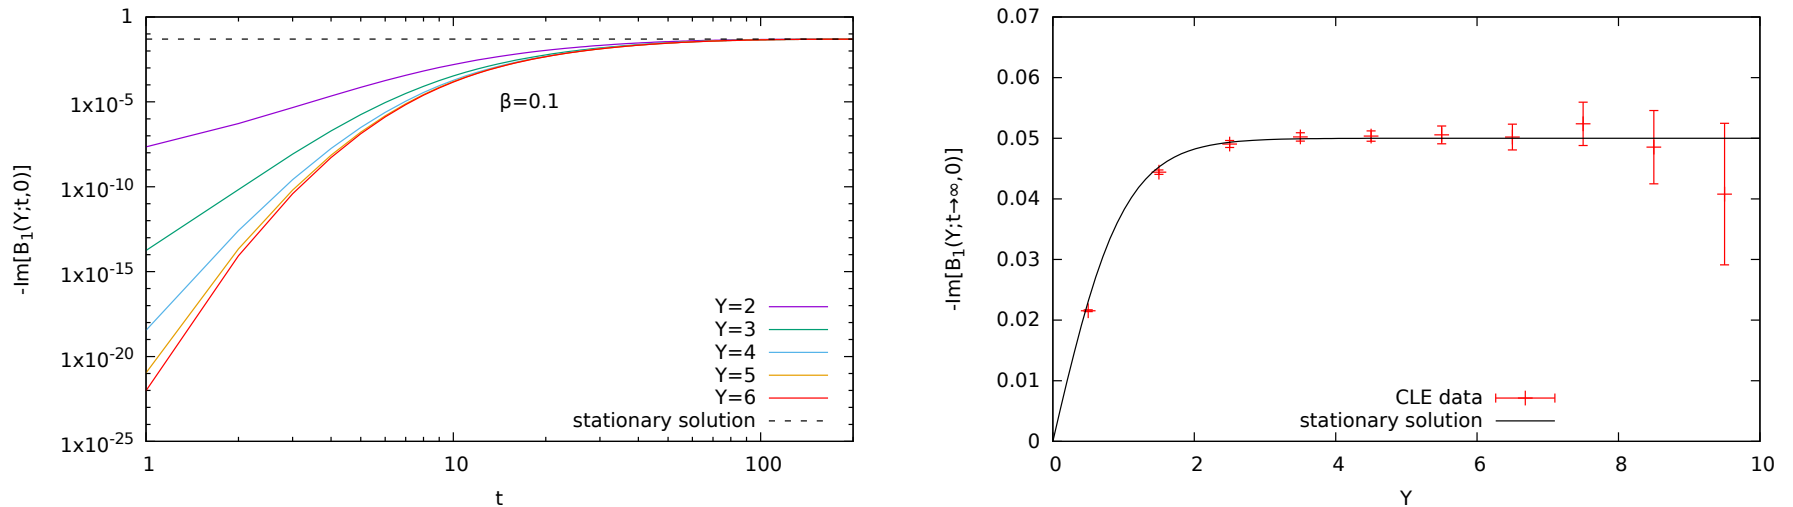 1
1x10^-5
1x10^-10
1x10^-15
1x10^-20
1x10^-25
-Im[B₁(Y;t,0)]
β=0.1
Y=2
Y=3
Y=4
Y=5
Y=6
stationary solution
1 10 100
t
0.07
0.06
0.05
0.04
0.03
0.02
0.01
0
-Im[B₁(Y;t→∞,0)]
CLE data
stationary solution
0 2 4 6 8 10
Y